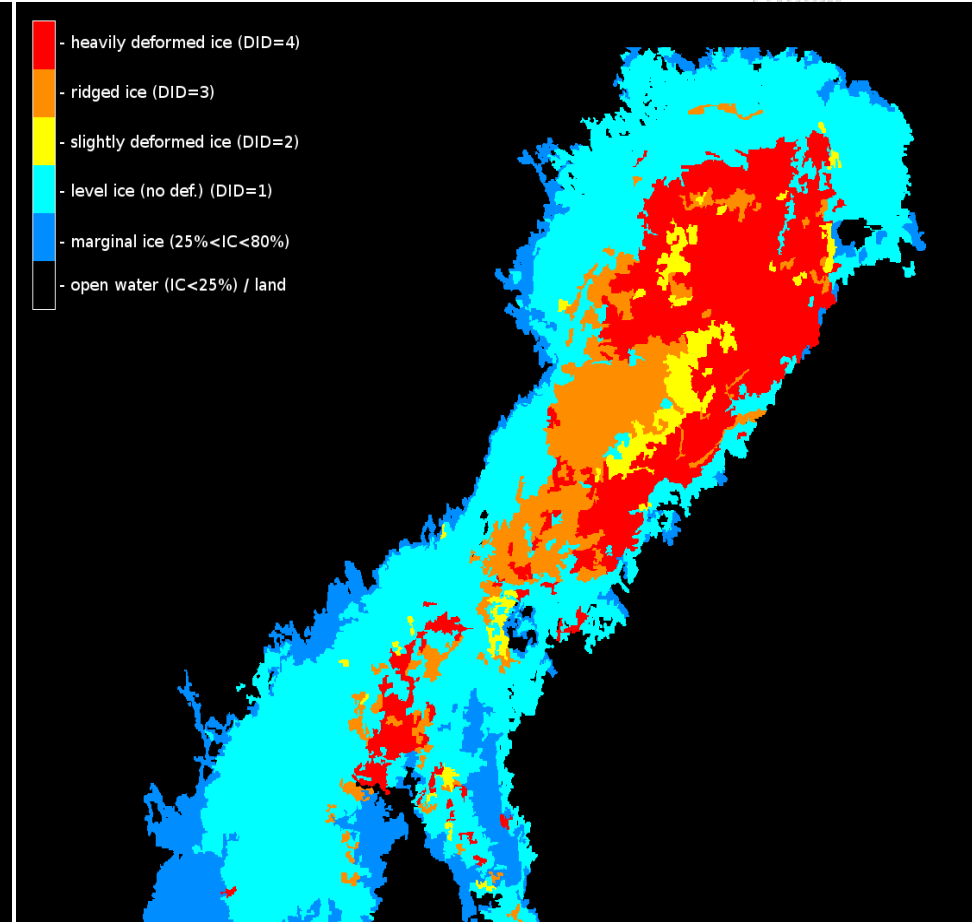 - heavily deformed ice (DID=4)
- ridged ice (DID=3)
- slightly deformed ice (DID=2)
- level ice (no def.) (DID=1)
- marginal ice (25%<IC<80%)
- open water (IC<25%) / land